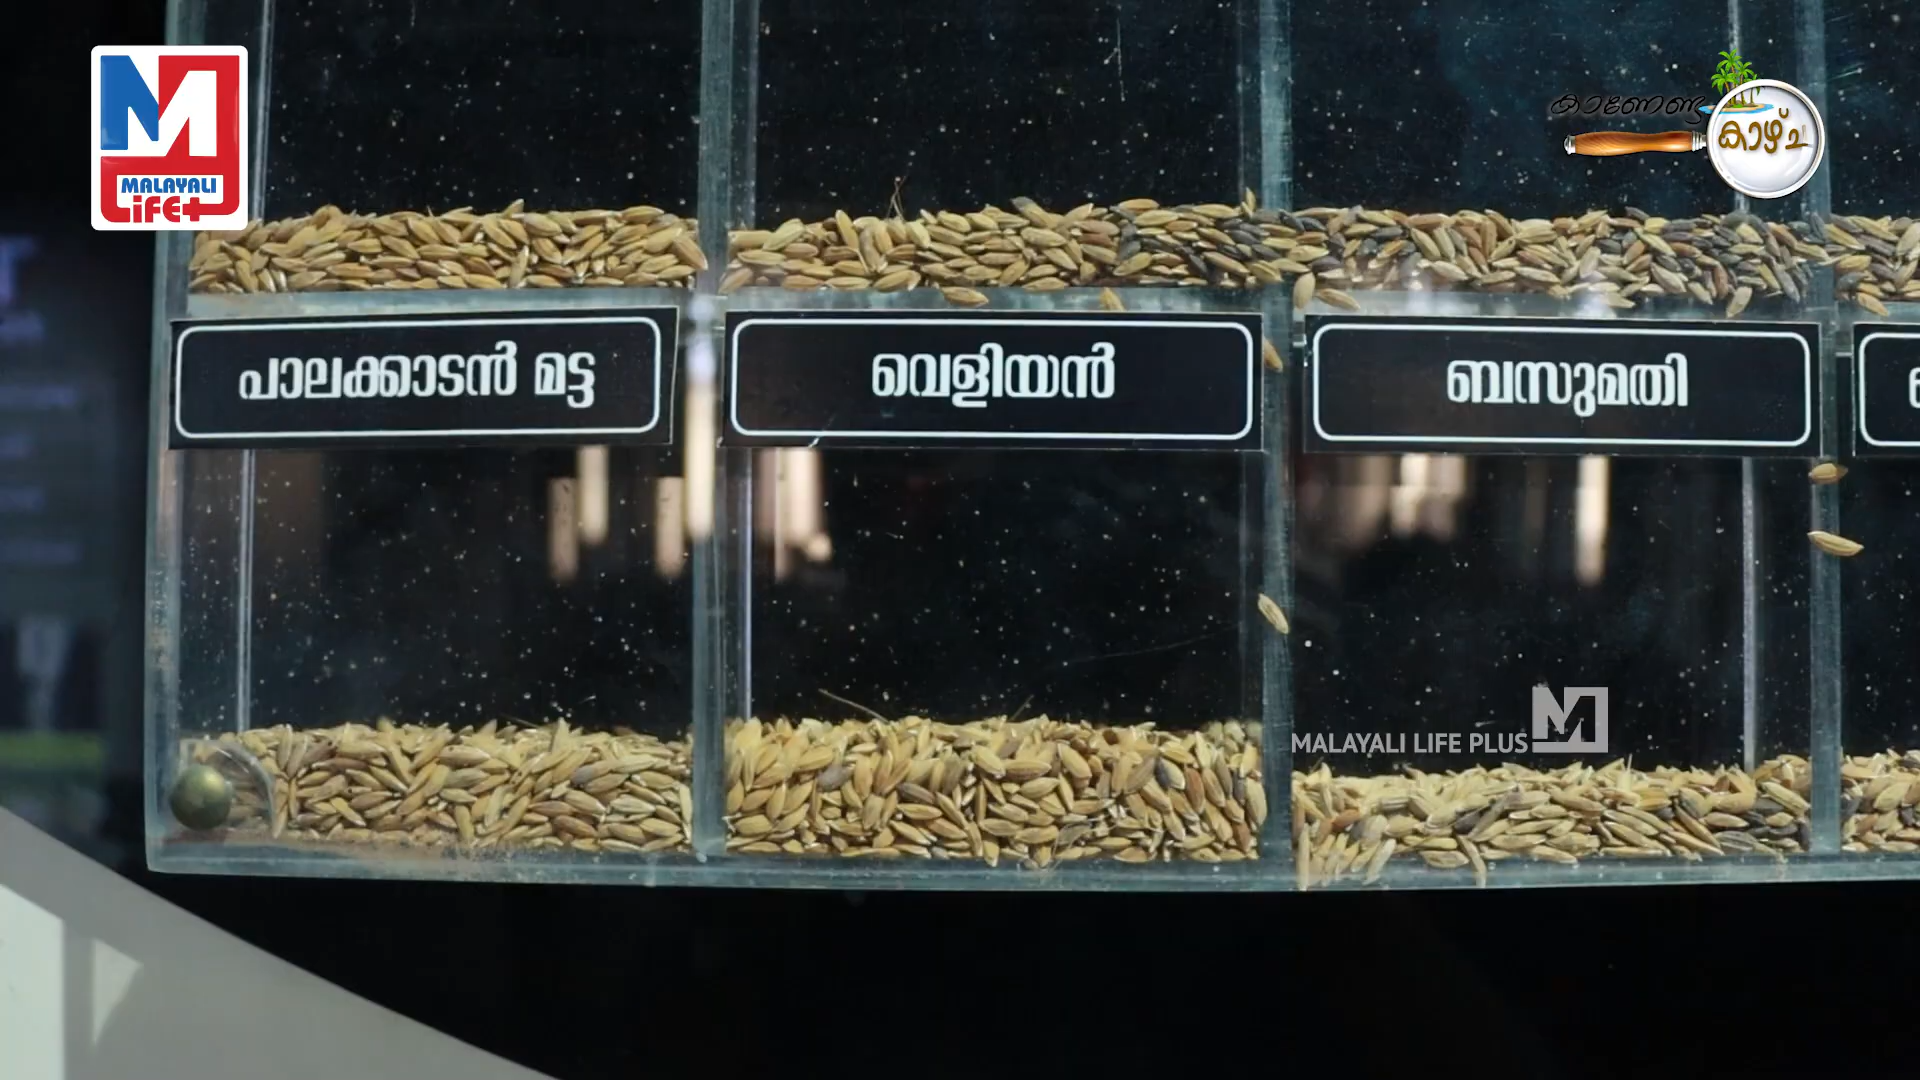 MALAYALI
LiFE+
കാണേണ്ട
കാഴ്ച
പാലക്കാടൻ മട്ട
വെളിയൻ
ബസുമതി
MALAYALI LIFE PLUS